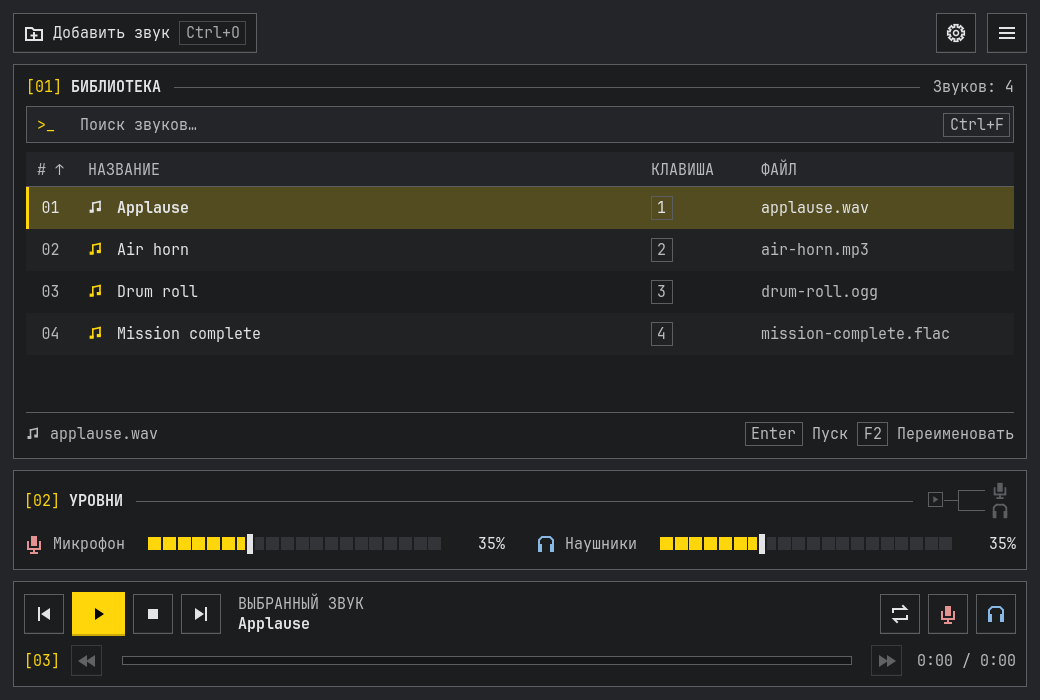 Добавить звук Ctrl+O
[01] БИБЛИОТЕКА Звуков: 4
>_ Поиск звуков… Ctrl+F
# ↑ НАЗВАНИЕ КЛАВИША ФАЙЛ
01 Applause 1 applause.wav
02 Air horn 2 air-horn.mp3
03 Drum roll 3 drum-roll.ogg
04 Mission complete 4 mission-complete.flac
applause.wav Enter Пуск F2 Переименовать
[02] УРОВНИ
Микрофон 35% Наушники 35%
ВЫБРАННЫЙ ЗВУК
Applause
[03] 0:00 / 0:00